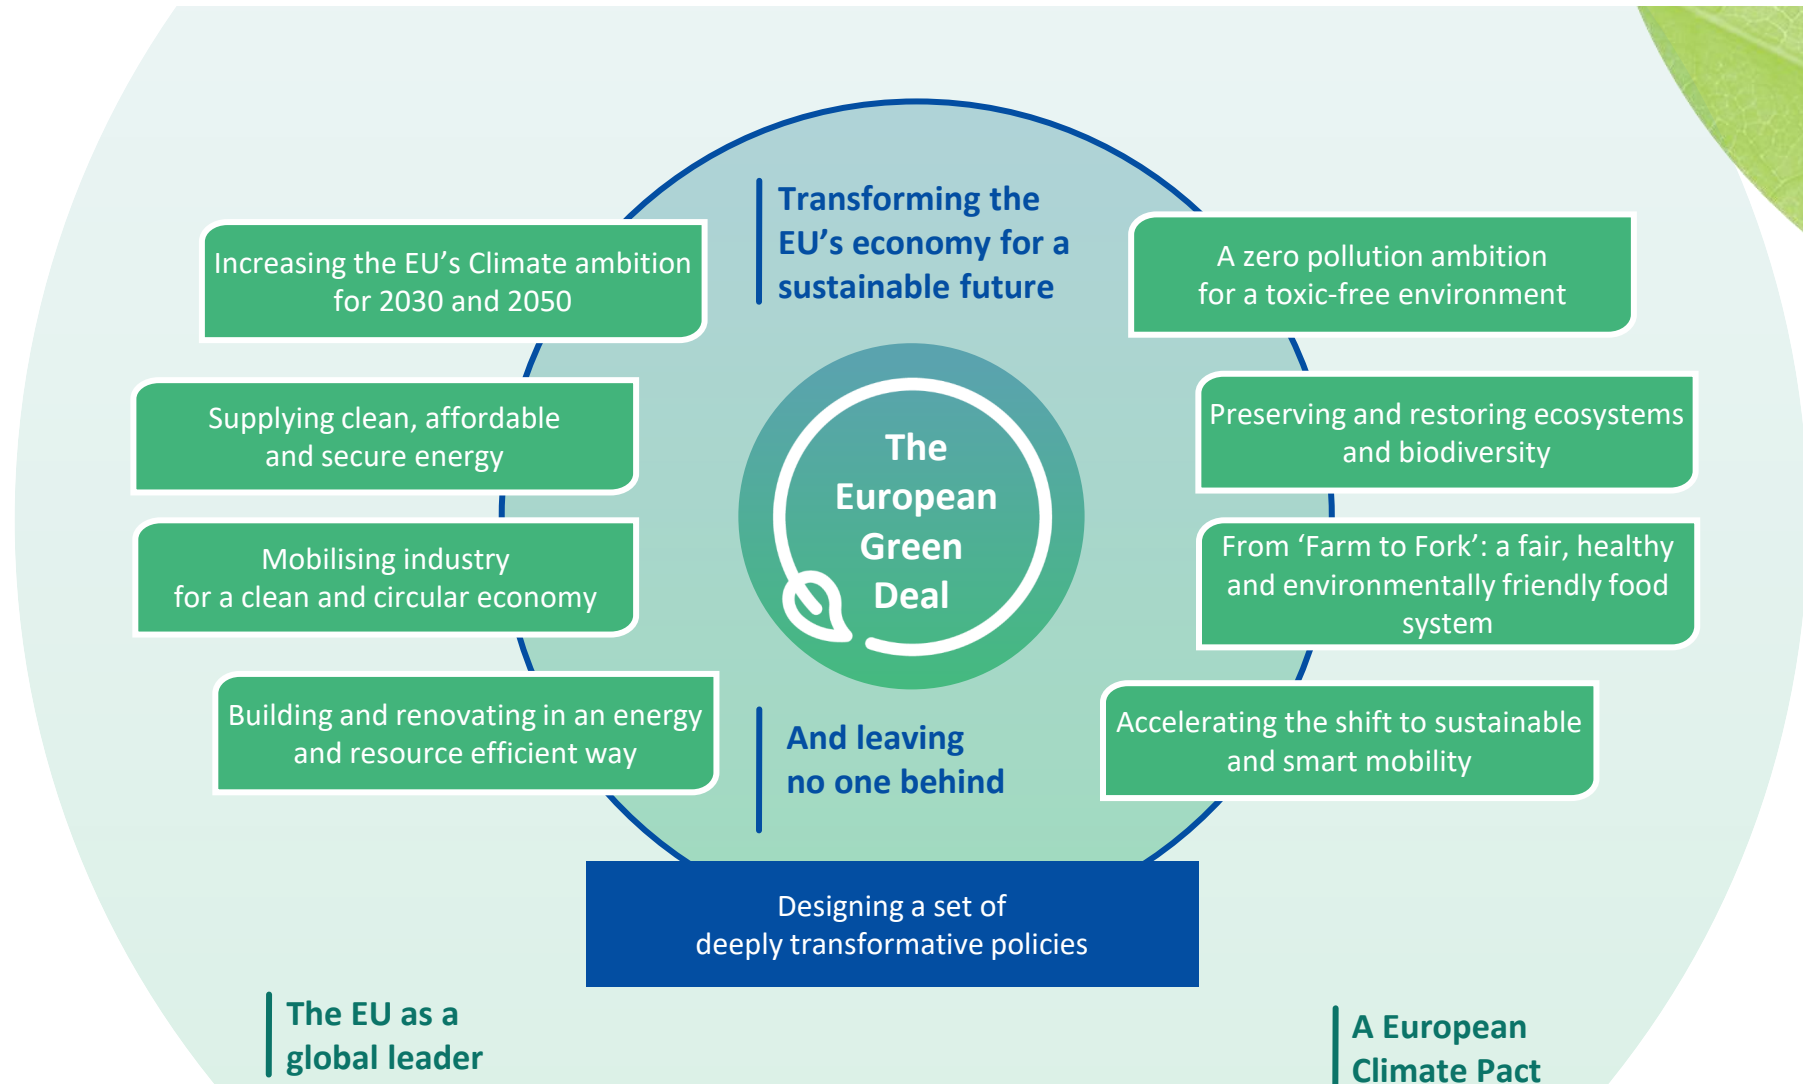 Transforming the
EU’s economy for a
sustainable future
Increasing the EU’s Climate ambition
for 2030 and 2050
Supplying clean, affordable
and secure energy
Mobilising industry
for a clean and circular economy
Building and renovating in an energy
and resource efficient way
The
European
Green
Deal
A zero pollution ambition
for a toxic-free environment
Preserving and restoring ecosystems
and biodiversity
From ‘Farm to Fork’: a fair, healthy
and environmentally friendly food
system
Accelerating the shift to sustainable
and smart mobility
And leaving
no one behind
Designing a set of
deeply transformative policies
The EU as a
global leader
A European
Climate Pact